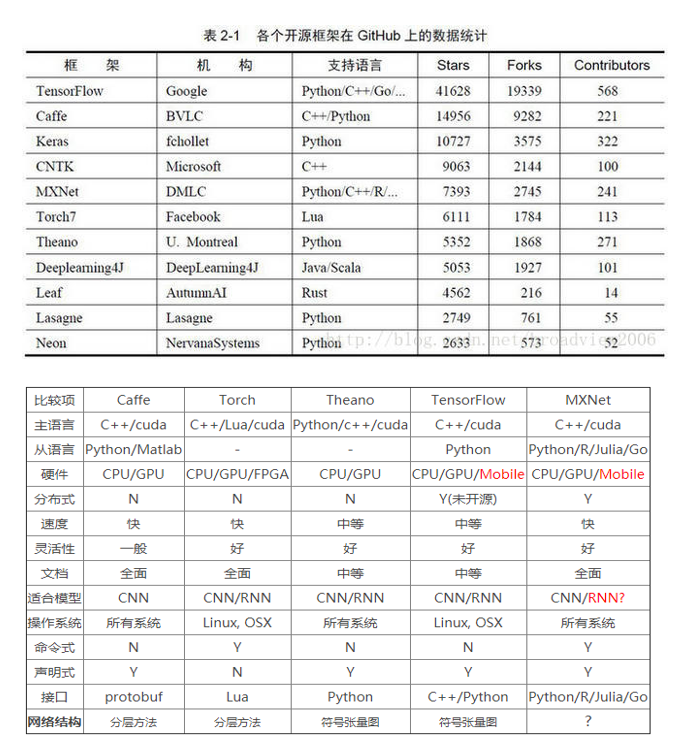 表 2-1 各个开源框架在 GitHub 上的数据统计
框 架 机 构 支持语言 Stars Forks Contributors
TensorFlow Google Python/C++/Go/... 41628 19339 568
Caffe BVLC C++/Python 14956 9282 221
Keras fchollet Python 10727 3575 322
CNTK Microsoft C++ 9063 2144 100
MXNet DMLC Python/C++/R/... 7393 2745 241
Torch7 Facebook Lua 6111 1784 113
Theano U. Montreal Python 5352 1868 271
Deeplearning4J DeepLearning4J Java/Scala 5053 1927 101
Leaf AutumnAI Rust 4562 216 14
Lasagne Lasagne Python 2749 761 55
Neon NervanaSystems Python 2633 573 52
http://blog.csdn.net/broadview2006
比较项 Caffe Torch Theano TensorFlow MXNet
主语言 C++/cuda C++/Lua/cuda Python/c++/cuda C++/cuda C++/cuda
从语言 Python/Matlab - - Python Python/R/Julia/Go
硬件 CPU/GPU CPU/GPU/FPGA CPU/GPU CPU/GPU/Mobile CPU/GPU/Mobile
分布式 N N N Y(未开源) Y
速度 快 快 中等 中等 快
灵活性 一般 好 好 好 好
文档 全面 全面 中等 中等 全面
适合模型 CNN CNN/RNN CNN/RNN CNN/RNN CNN/RNN?
操作系统 所有系统 Linux, OSX 所有系统 Linux, OSX 所有系统
命令式 N Y N N Y
声明式 Y N Y Y Y
接口 protobuf Lua Python C++/Python Python/R/Julia/Go
网络结构 分层方法 分层方法 符号张量图 符号张量图 ?